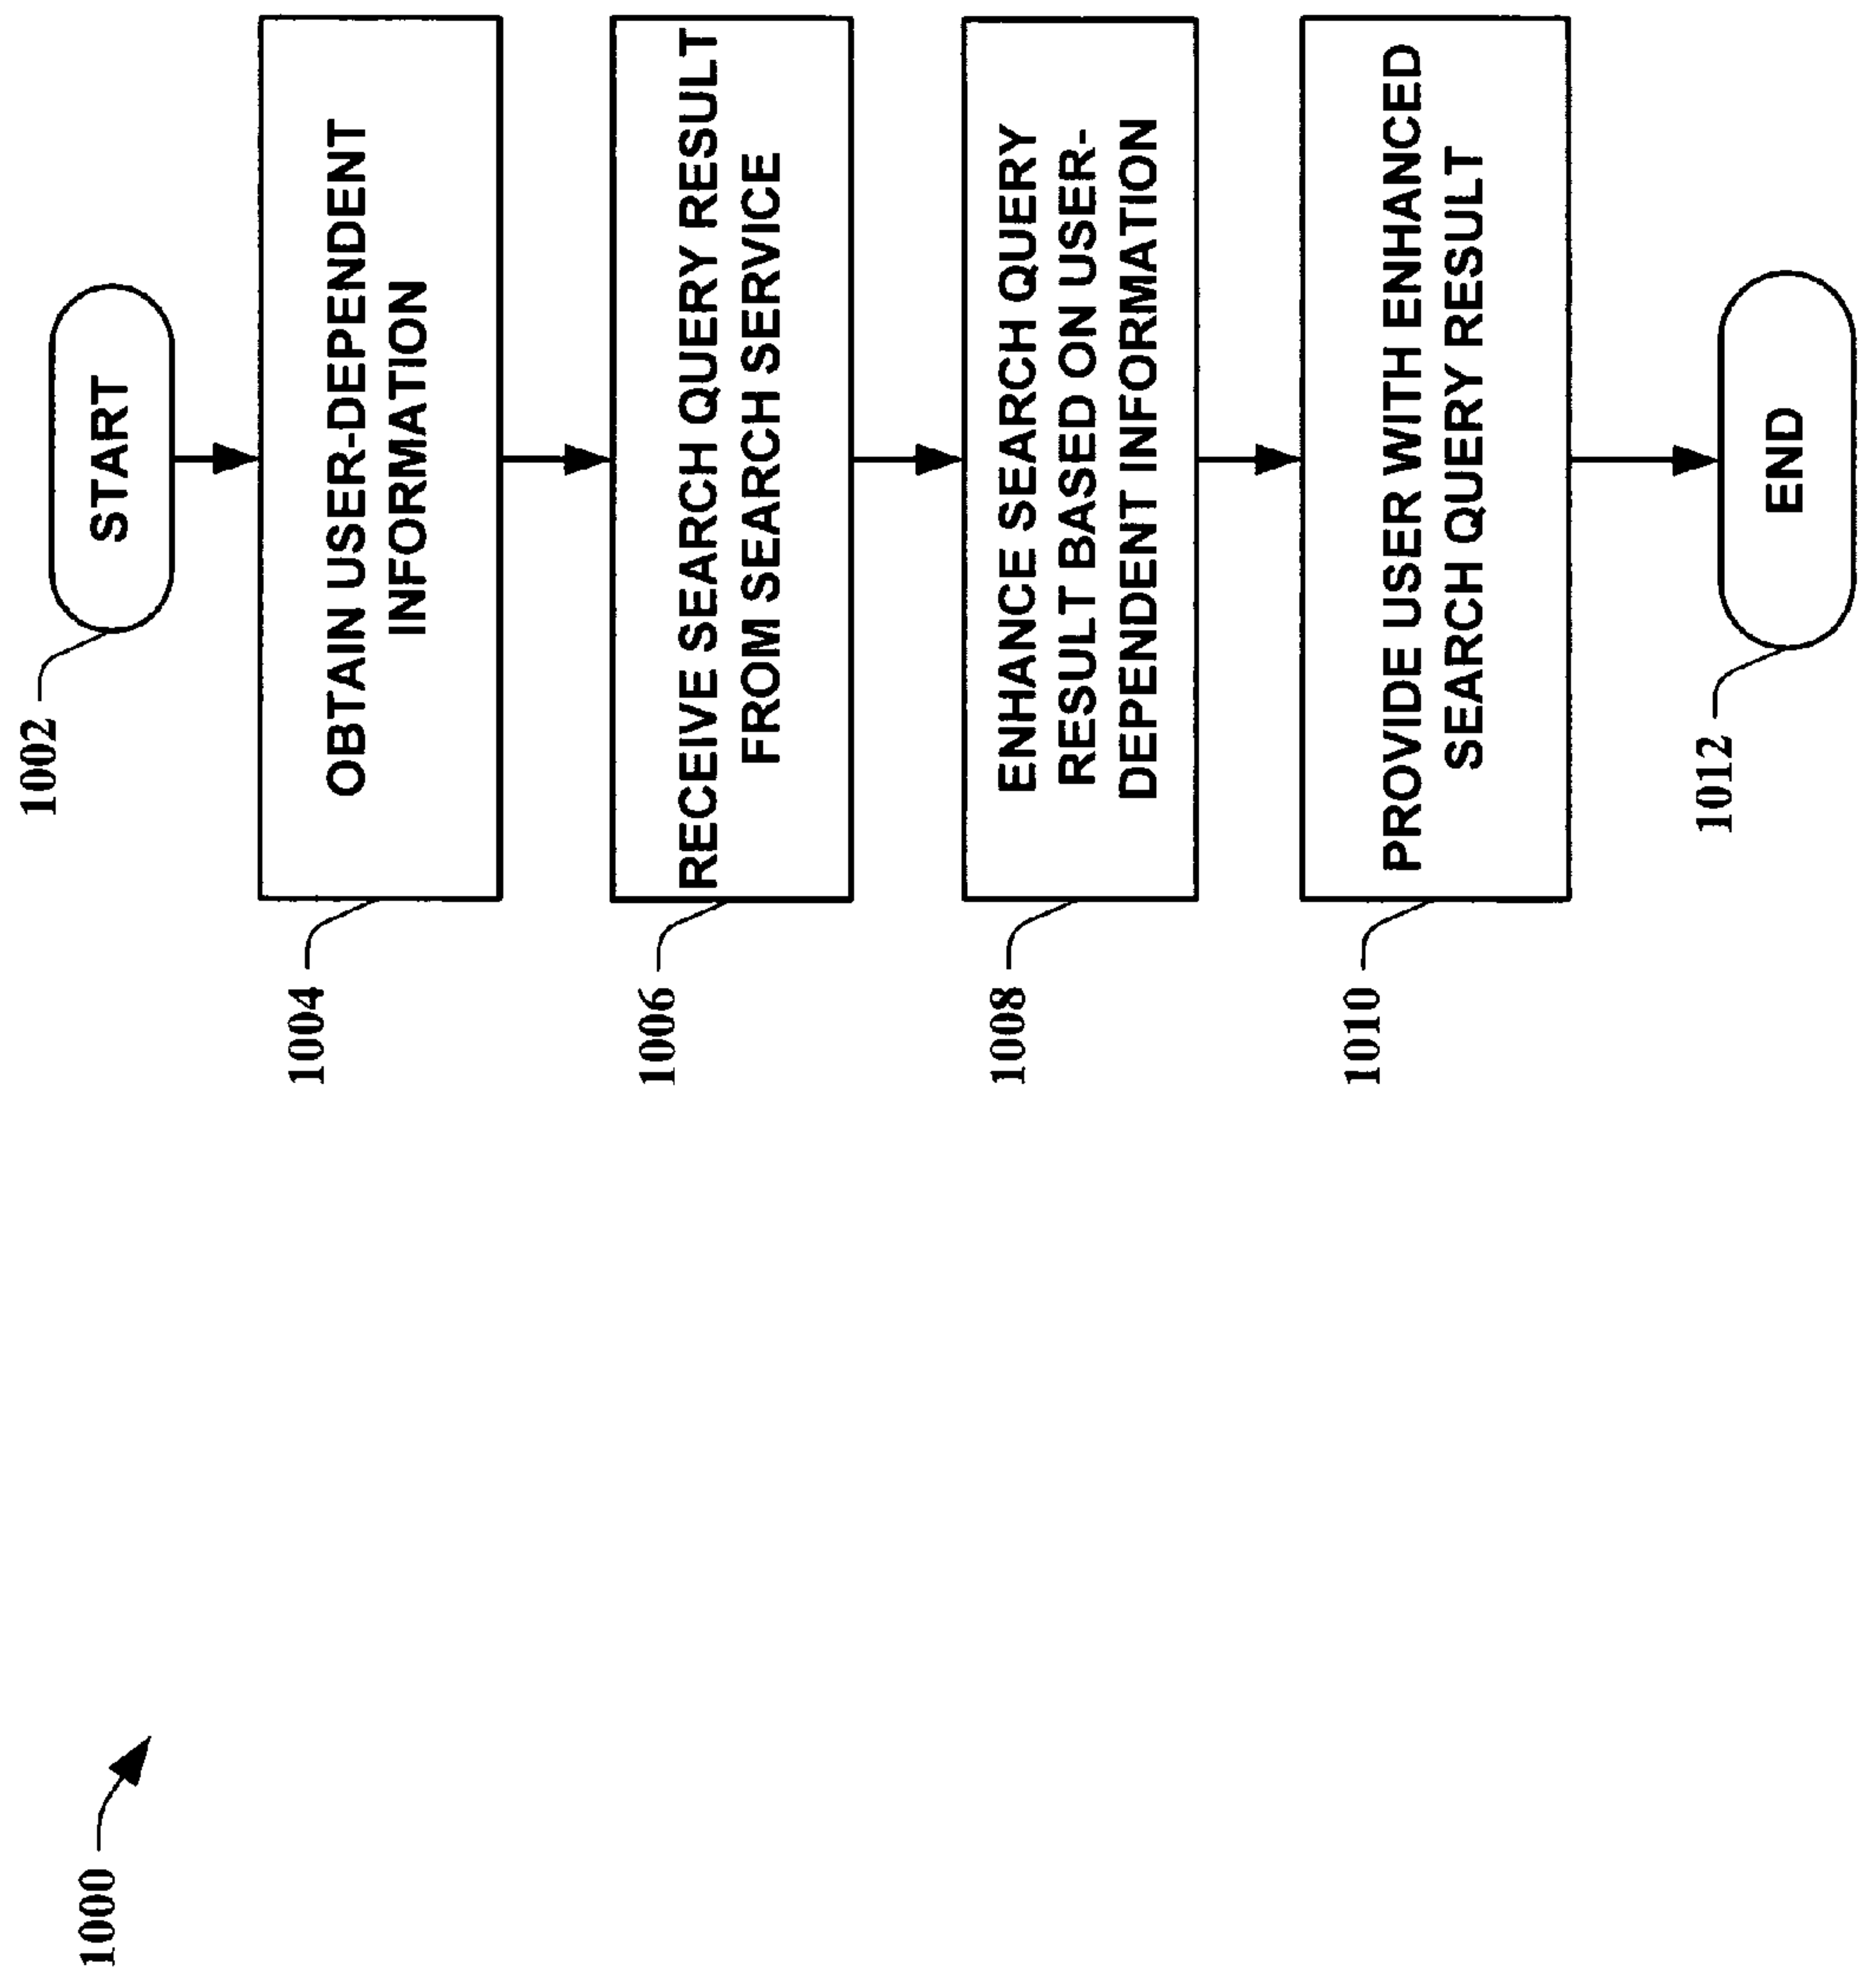 1000
1002
START
1004
OBTAIN USER-DEPENDENT
INFORMATION
1006
RECEIVE SEARCH QUERY RESULT
FROM SEARCH SERVICE
1008
ENHANCE SEARCH QUERY
RESULT BASED ON USER-
DEPENDENT INFORMATION
1010
PROVIDE USER WITH ENHANCED
SEARCH QUERY RESULT
1012
END